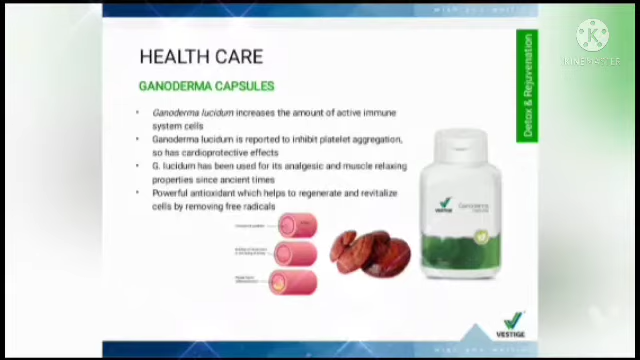 wish you well
KINEMASTER
HEALTH CARE
Detox & Rejuvenation
GANODERMA CAPSULES
• Ganoderma lucidum increases the amount of active immune
system cells
• Ganoderma lucidum is reported to inhibit platelet aggregation,
so has cardioprotective effects
• G. lucidum has been used for its analgesic and muscle relaxing
properties since ancient times
• Powerful antioxidant which helps to regenerate and revitalize
cells by removing free radicals
VESTIGE
Ganoderma
VESTIGE